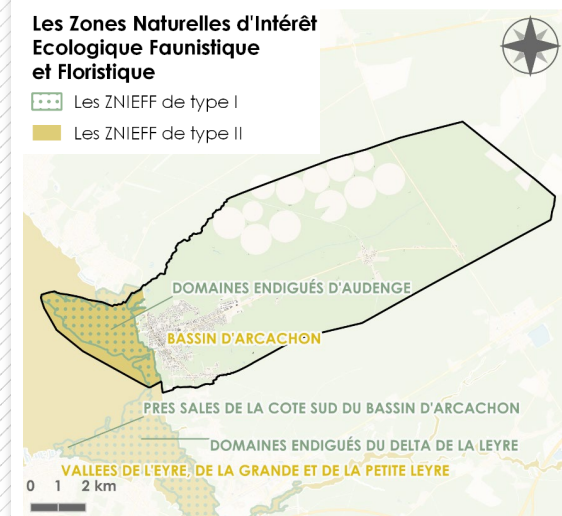 Les Zones Naturelles d'Intérêt
Ecologique Faunistique
et Floristique
Les ZNIEFF de type I
Les ZNIEFF de type II
DOMAINES ENDIGUÉS D'AUDENGE
BASSIN D'ARCACHON
PRES SALES DE LA COTE SUD DU BASSIN D'ARCACHON
DOMAINES ENDIGUÉS DU DELTA DE LA LEYRE
VALLEES DE L'EYRE, DE LA GRANDE ET DE LA PETITE LEYRE
0 1 2 km